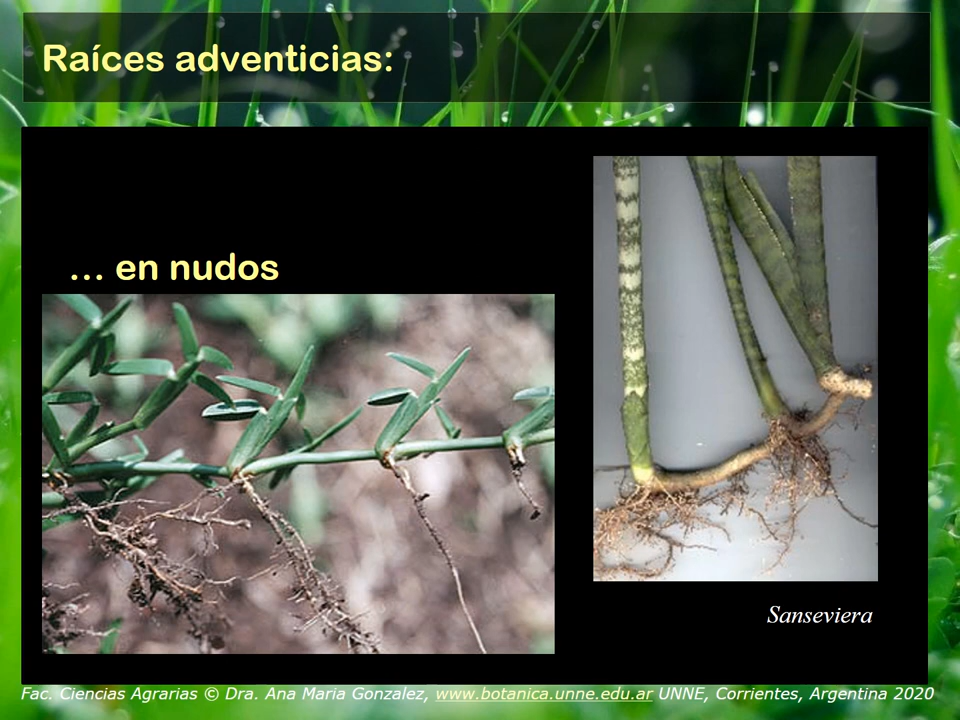 Raíces adventicias:
... en nudos
Sanseviera
Fac. Ciencias Agrarias © Dra. Ana Maria Gonzalez, www.botanica.unne.edu.ar UNNE, Corrientes, Argentina 2020